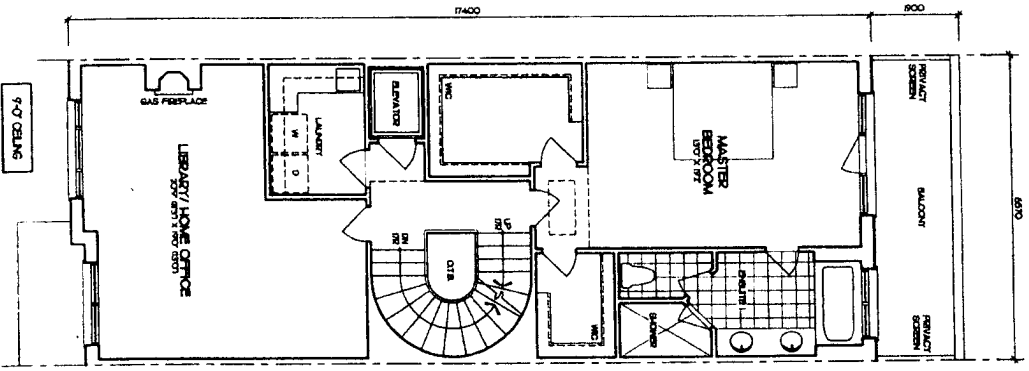 17400
1900
6570
9'-0" CEILING
GAS FIREPLACE
LIBRARY/ HOME OFFICE
LAUNDRY
W
D
ELEVATOR
WIC
MASTER
BEDROOM
PRIVACY
SCREEN
BALCONY
PRIVACY
SCREEN
UP
DN
O.T.B.
WIC
ENSUITE 1
SHOWER